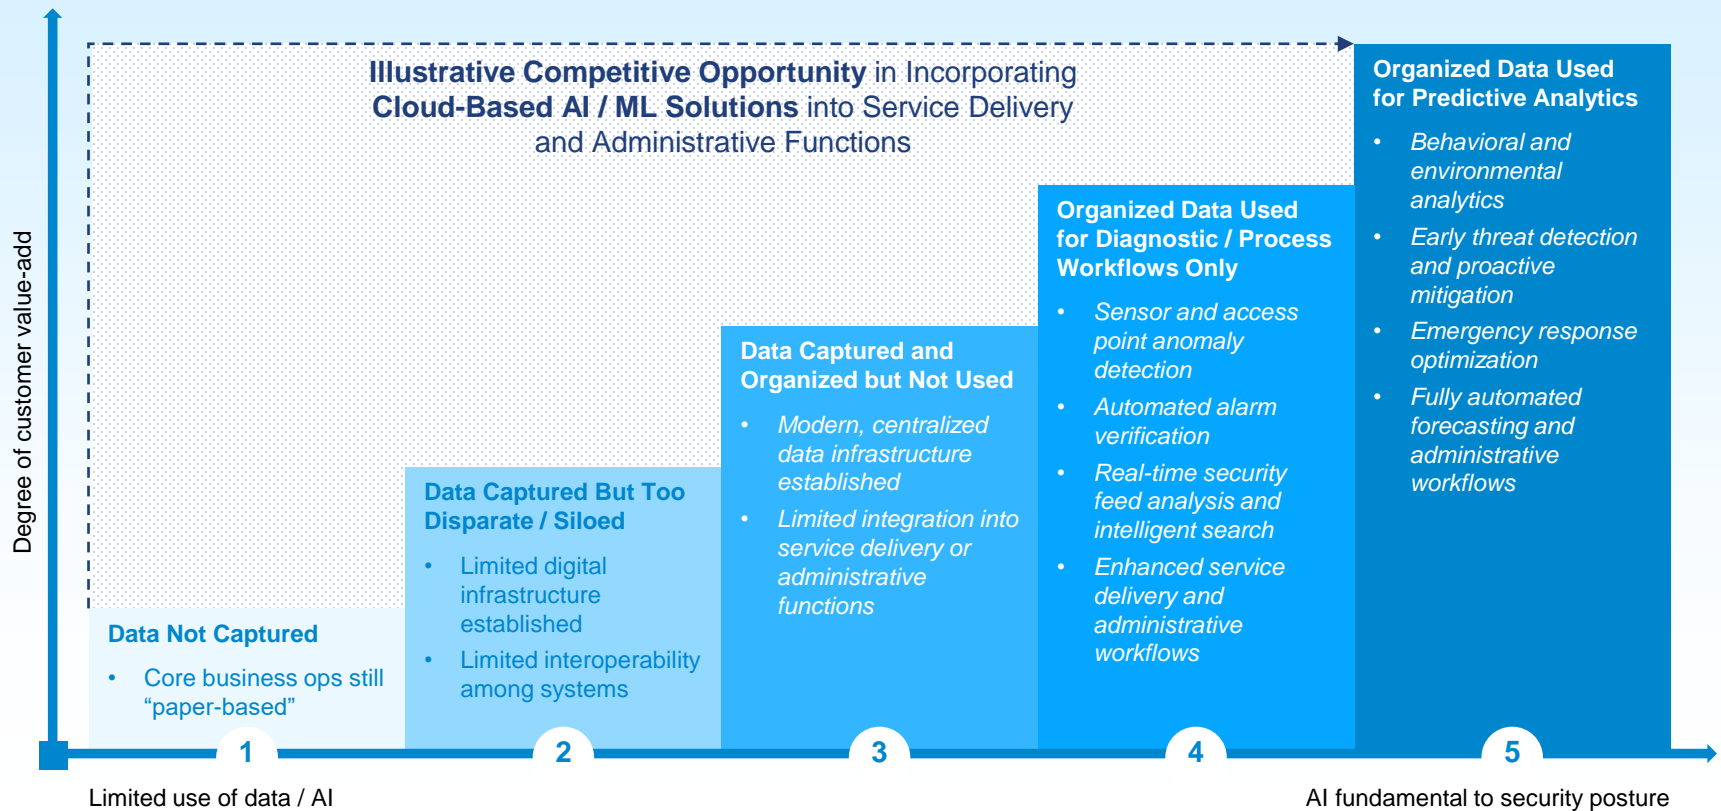 Illustrative Competitive Opportunity in Incorporating
Cloud-Based AI / ML Solutions into Service Delivery
and Administrative Functions
Degree of customer value-add
Data Not Captured
• Core business ops still
“paper-based”
1
Data Captured But Too
Disparate / Siloed
• Limited digital
infrastructure
established
• Limited interoperability
among systems
2
Data Captured and
Organized but Not Used
• Modern, centralized
data infrastructure
established
• Limited integration into
service delivery or
administrative
functions
3
Organized Data Used
for Diagnostic / Process
Workflows Only
• Sensor and access
point anomaly
detection
• Automated alarm
verification
• Real-time security
feed analysis and
intelligent search
• Enhanced service
delivery and
administrative
workflows
4
Organized Data Used
for Predictive Analytics
• Behavioral and
environmental
analytics
• Early threat detection
and proactive
mitigation
• Emergency response
optimization
• Fully automated
forecasting and
administrative
workflows
5
Limited use of data / AI
AI fundamental to security posture